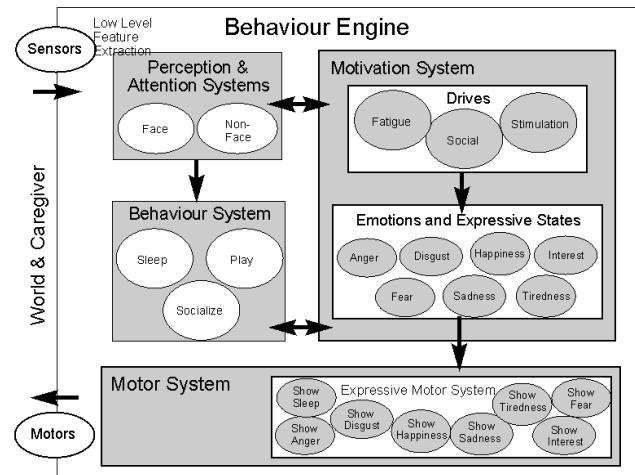 Behaviour Engine
Low Level
Feature
Extraction
Sensors
World & Caregiver
Motors
Perception &
Attention Systems
Face
Non-
Face
Motivation System
Drives
Fatigue
Social
Stimulation
Behaviour System
Sleep
Play
Socialize
Emotions and Expressive States
Anger
Disgust
Happiness
Interest
Fear
Sadness
Tiredness
Motor System
Expressive Motor System
Show
Sleep
Show
Anger
Show
Disgust
Show
Happiness
Show
Sadness
Show
Tiredness
Show
Fear
Show
Interest